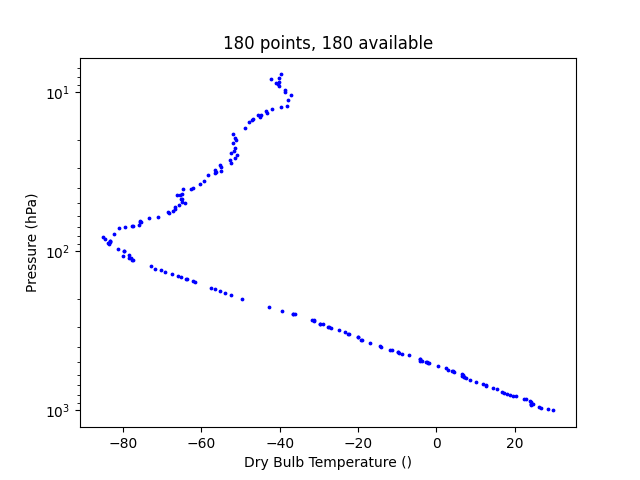 180 points, 180 available
10¹
10²
10³
Pressure (hPa)
−80 −60 −40 −20 0 20
Dry Bulb Temperature ()